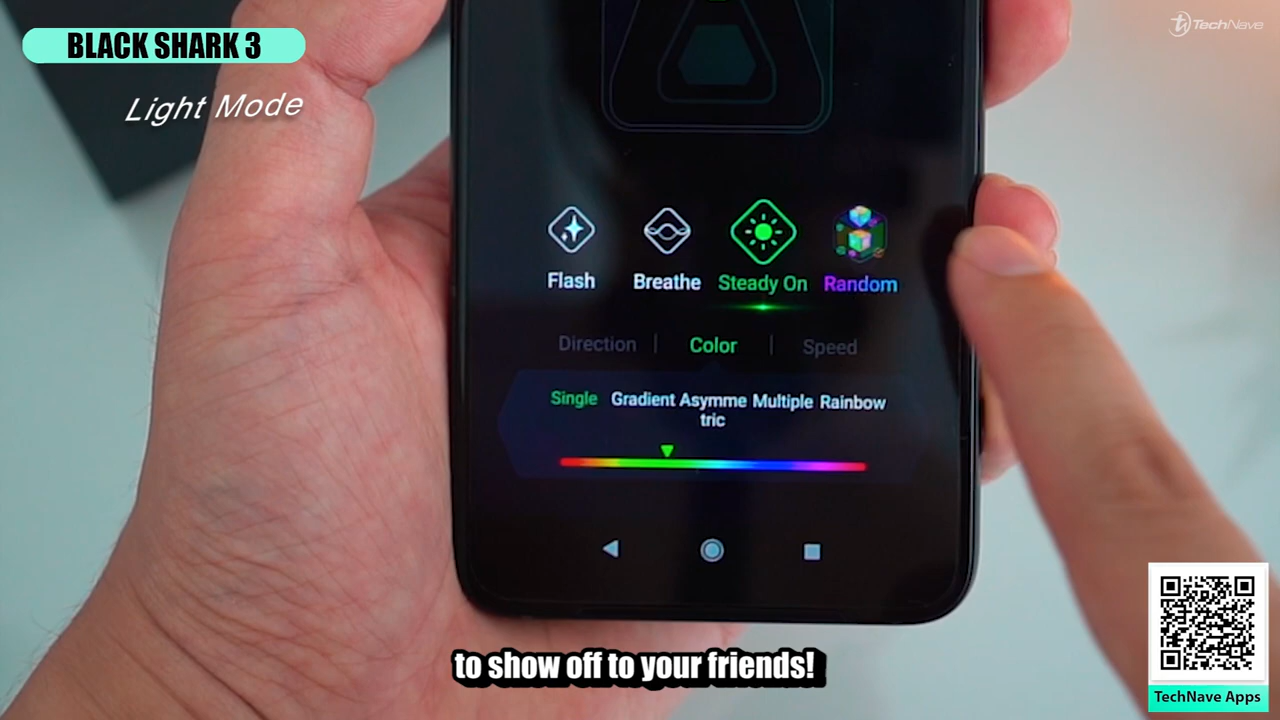 BLACK SHARK 3
TechNave
Light Mode
Flash Breathe Steady On Random
Direction | Color | Speed
Single Gradient Asymme Multiple Rainbow
tric
to show off to your friends!
TechNave Apps